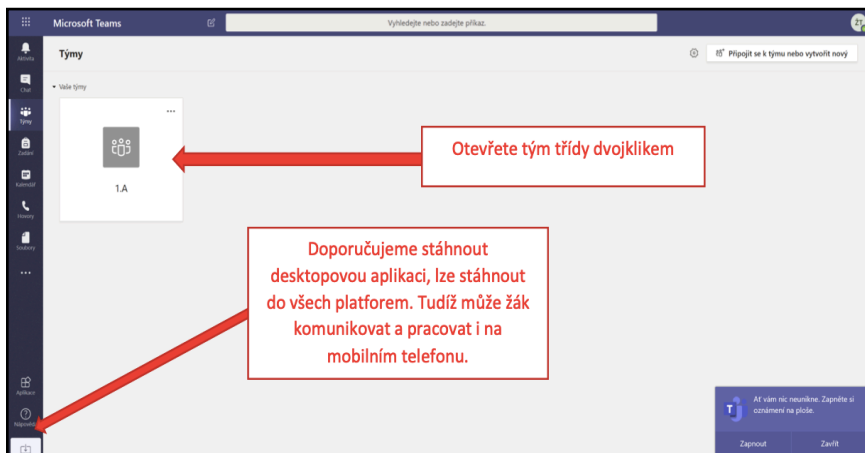 Microsoft Teams
Vyhledejte nebo zadejte příkaz.
ŽT
Aktivita
Týmy
Připojit se k týmu nebo vytvořit nový
Chat
Vaše týmy
Týmy
Zadání
1.A
Kalendář
Hovory
Soubory
Otevřete tým třídy dvojklikem
Doporučujeme stáhnout
desktopovou aplikaci, lze stáhnout
do všech platforem. Tudíž může žák
komunikovat a pracovat i na
mobilním telefonu.
Aplikace
Nápověda
Ať vám nic neunikne. Zapněte si
oznámení na ploše.
Zapnout
Zavřít